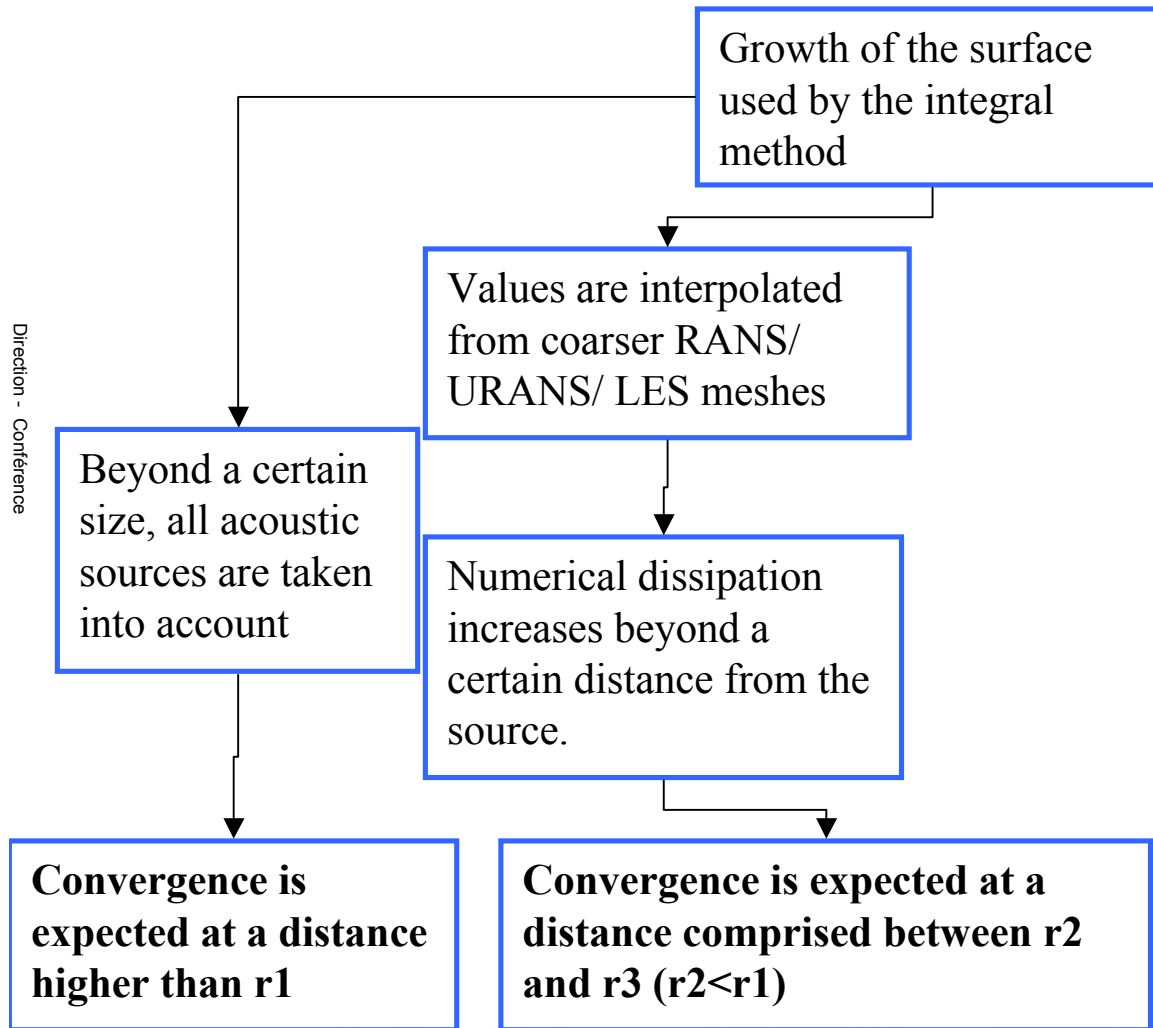 Growth of the surface
used by the integral
method
Values are interpolated
from coarser RANS/
URANS/ LES meshes
Direction - Conférence
Beyond a certain
size, all acoustic
sources are taken
into account
Numerical dissipation
increases beyond a
certain distance from the
source.
Convergence is
expected at a distance
higher than r1
Convergence is expected at a
distance comprised between r2
and r3 (r2<r1)